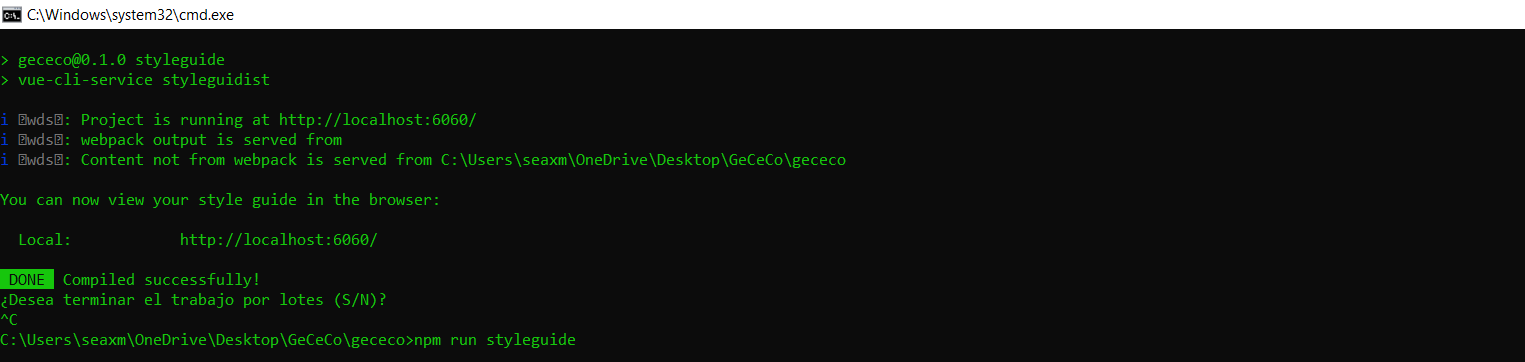 C:\Windows\system32\cmd.exe
> gececo@0.1.0 styleguide
> vue-cli-service styleguidist
i ⍰wds⍰: Project is running at http://localhost:6060/
i ⍰wds⍰: webpack output is served from
i ⍰wds⍰: Content not from webpack is served from C:\Users\seaxm\OneDrive\Desktop\GeCeCo\gececo
You can now view your style guide in the browser:
Local: http://localhost:6060/
DONE Compiled successfully!
¿Desea terminar el trabajo por lotes (S/N)?
^C
C:\Users\seaxm\OneDrive\Desktop\GeCeCo\gececo>npm run styleguide